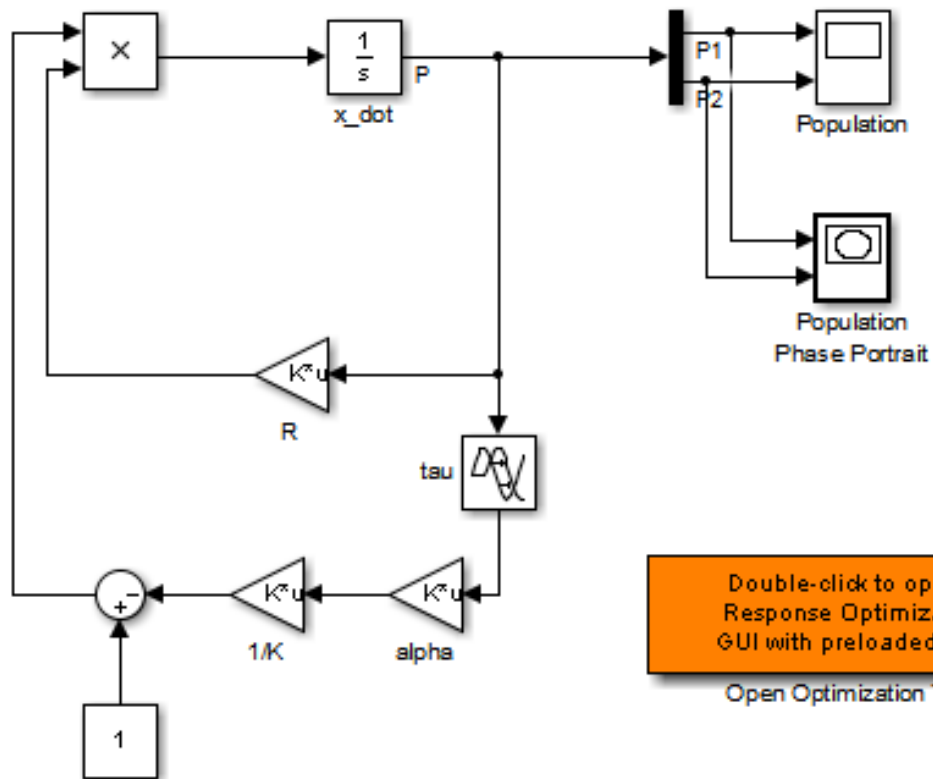 ×
1
s
x_dot
P
P1
P2
Population
Population
Phase Portrait
K*u
R
tau
K*u
1/K
K*u
alpha
-
+
1
Double-click to op
Response Optimiz
GUI with preloaded
Open Optimization